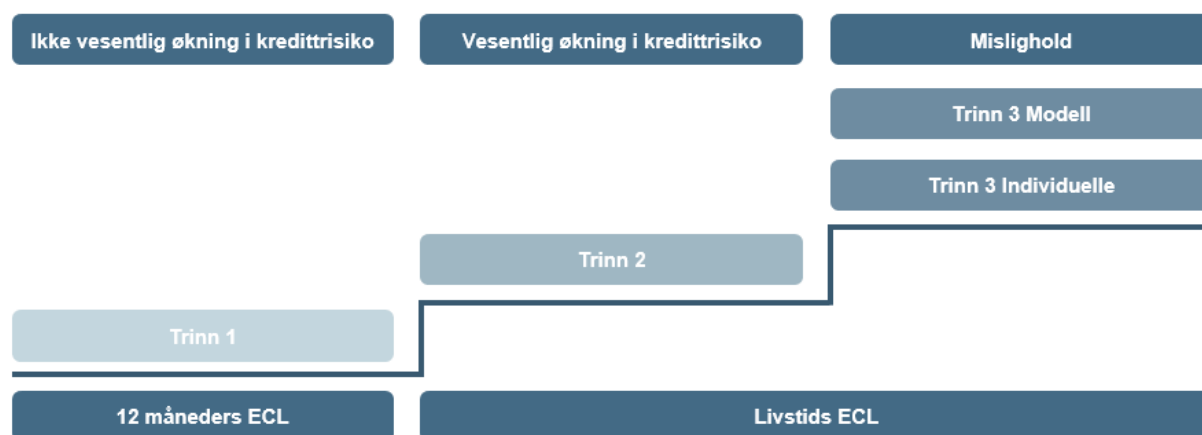 Ikke vesentlig økning i kredittrisiko
Vesentlig økning i kredittrisiko
Mislighold
Trinn 3 Modell
Trinn 3 Individuelle
Trinn 2
Trinn 1
12 måneders ECL
Livstids ECL